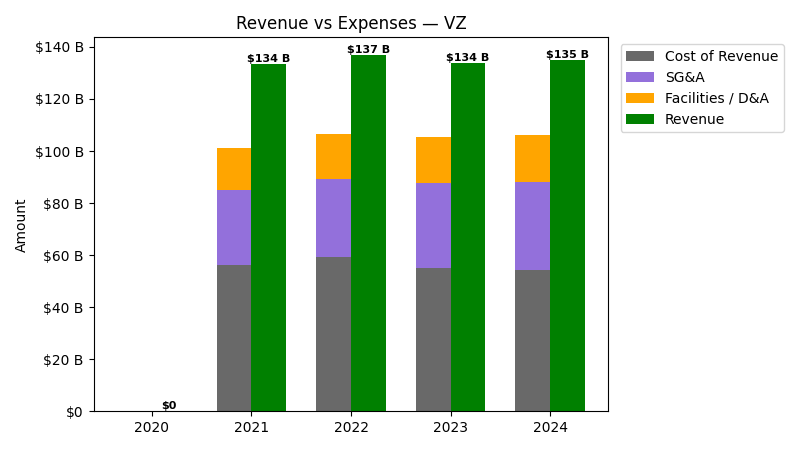 Revenue vs Expenses — VZ
$140 B
$120 B
$100 B
$80 B
$60 B
$40 B
$20 B
$0
Amount
$0
$134 B
$137 B
$134 B
$135 B
2020
2021
2022
2023
2024
Cost of Revenue
SG&A
Facilities / D&A
Revenue